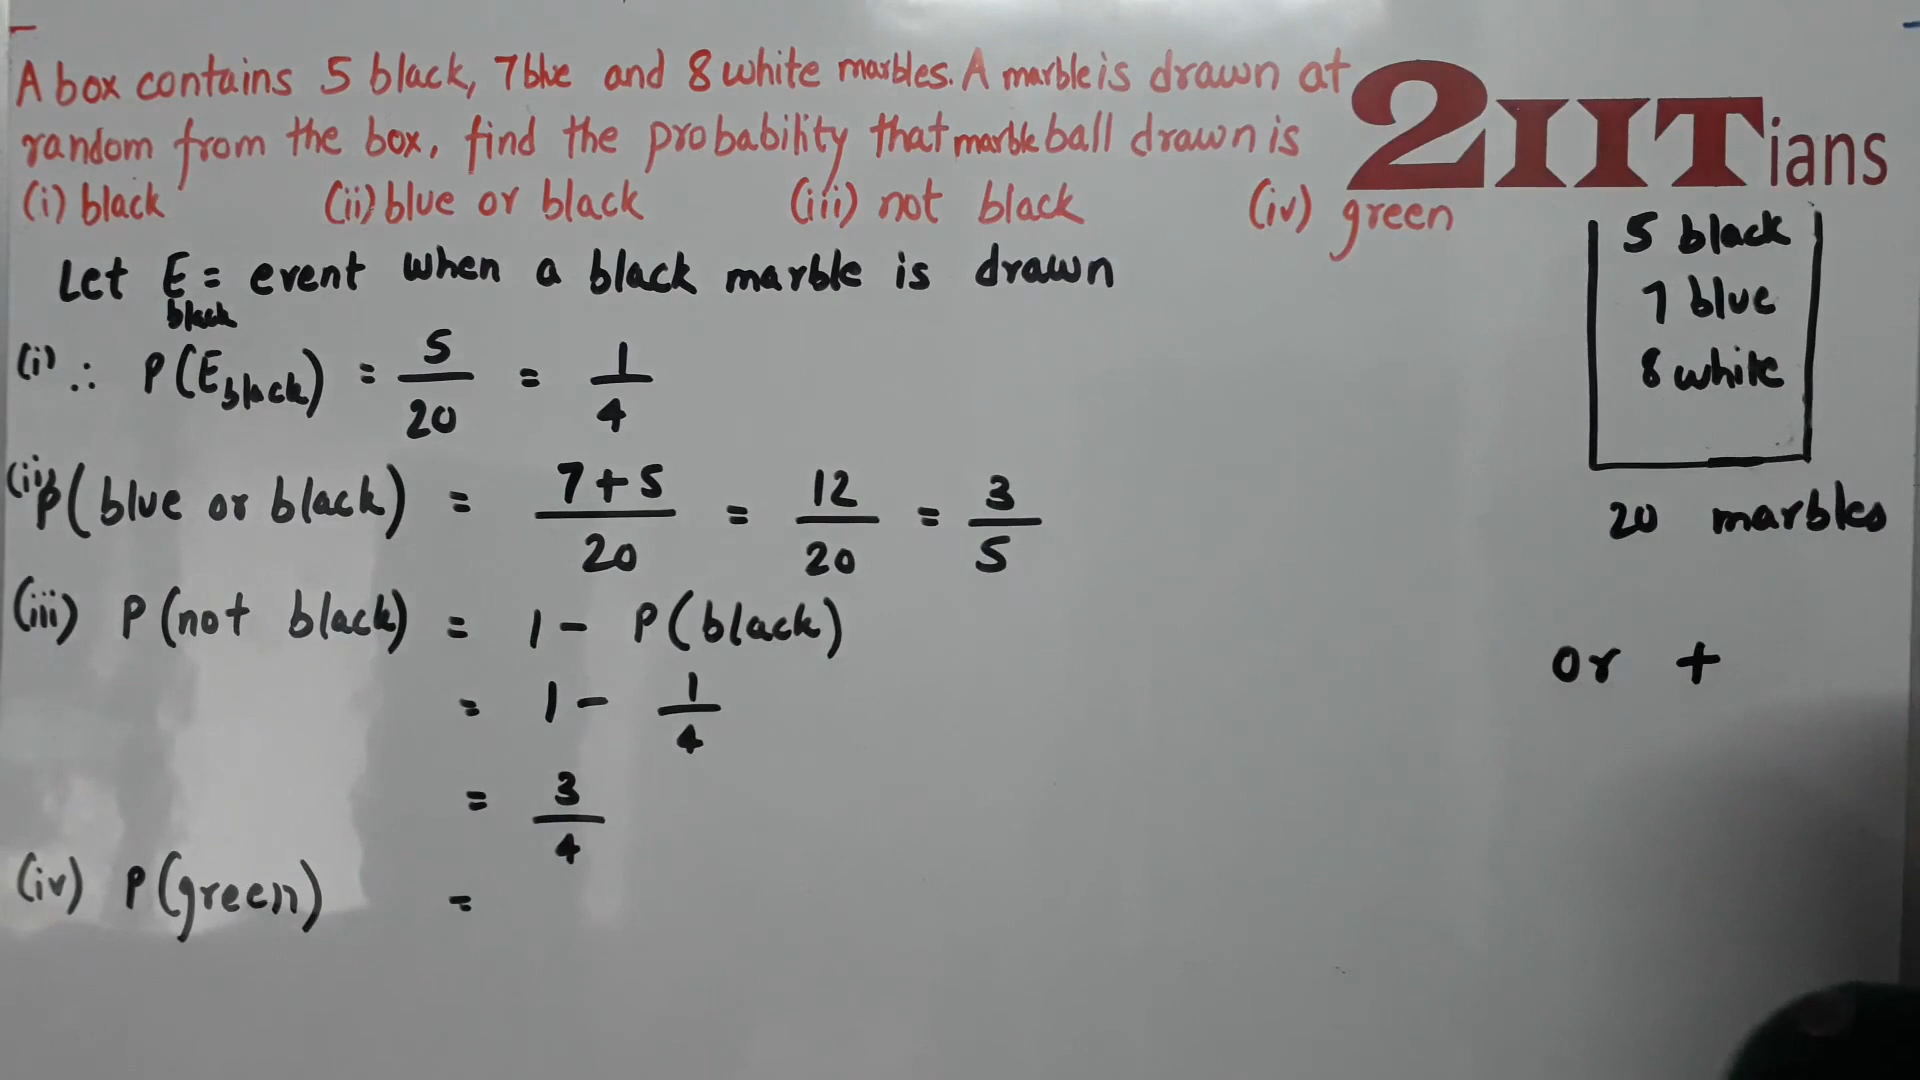 A box contains 5 black, 7 blue and 8 white marbles. A marble is drawn at
random from the box, find the probability that marble ball drawn is
(i) black (ii) blue or black (iii) not black (iv) green
2IITians
Let E black = event when a black marble is drawn
(i) ∴ P(E black) = 5/20 = 1/4
(ii) P(blue or black) = 7+5/20 = 12/20 = 3/5
(iii) P(not black) = 1 - P(black)
= 1 - 1/4
= 3/4
(iv) P(green) =
5 black
7 blue
8 white
20 marbles
or +